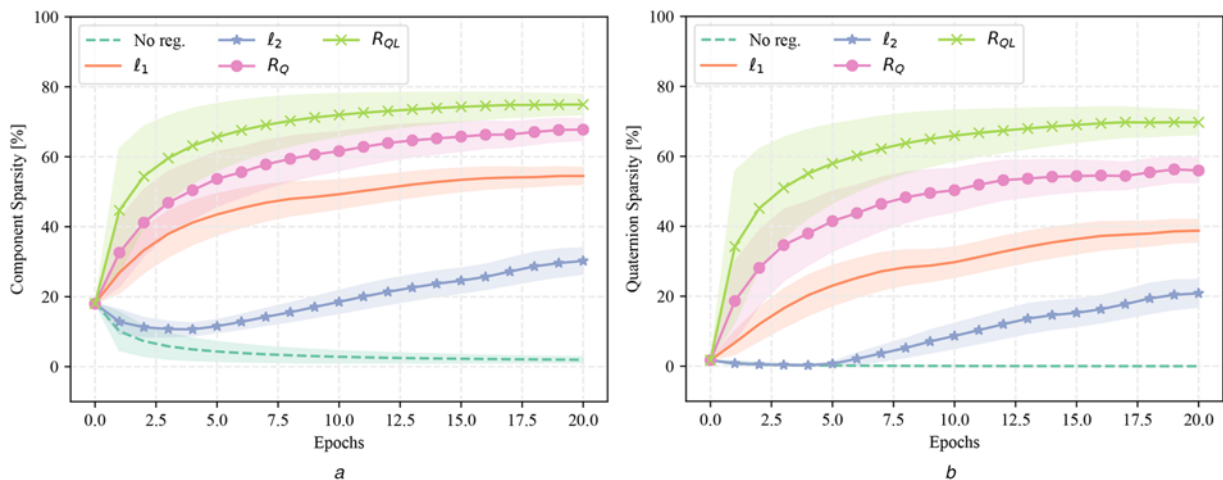 100
80
60
40
20
0
Component Sparsity [%]
No reg.
ℓ1
ℓ2
RQ
RQL
0.0 2.5 5.0 7.5 10.0 12.5 15.0 17.5 20.0
Epochs
a
100
80
60
40
20
0
Quaternion Sparsity [%]
No reg.
ℓ1
ℓ2
RQ
RQL
0.0 2.5 5.0 7.5 10.0 12.5 15.0 17.5 20.0
Epochs
b